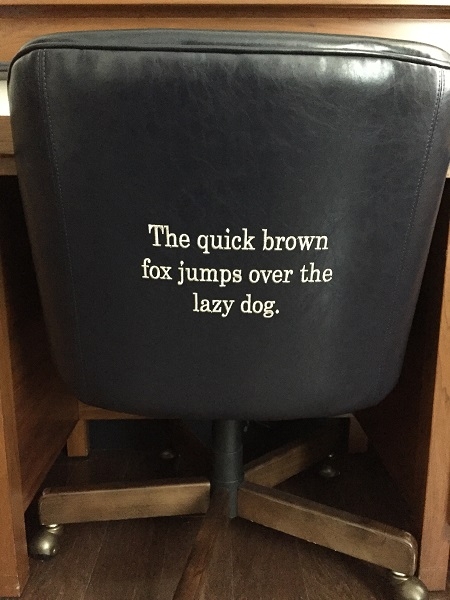 The quick brown
fox jumps over the
lazy dog.